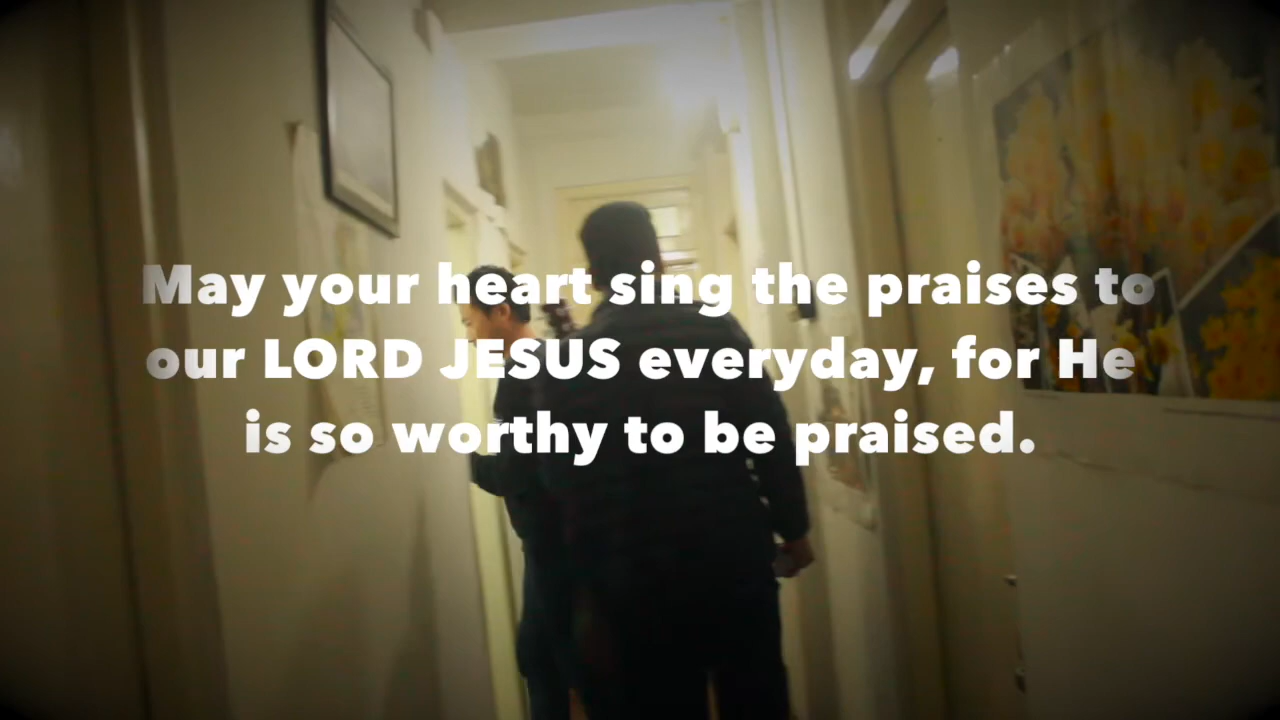 May your heart sing the praises to
our LORD JESUS everyday, for He
is so worthy to be praised.